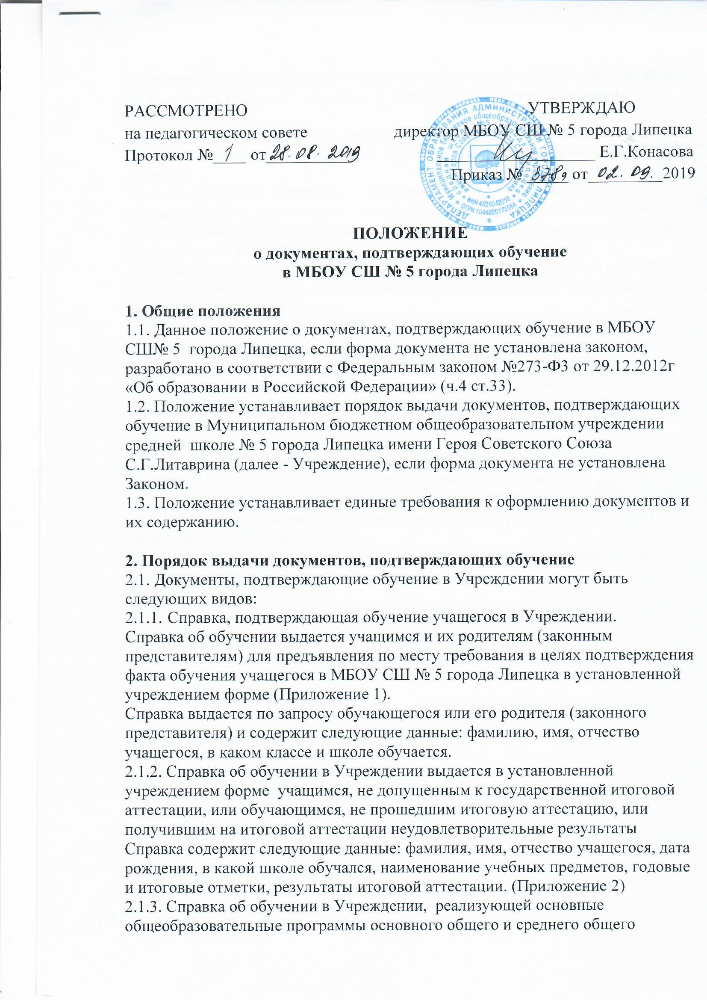 РАССМОТРЕНО
на педагогическом совете
Протокол №_1_ от 28.08.2019
УТВЕРЖДАЮ
директор МБОУ СШ № 5 города Липецка
Е.Г.Конасова
Приказ № от 02.09.2019
ДЕПАРТАМЕНТ ОБРАЗОВАНИЯ АДМИНИСТРАЦИИ ГОРОДА ЛИПЕЦКА
ИНН 4826042058
ОГРН 1044800172064
ПОЛОЖЕНИЕ
о документах, подтверждающих обучение
в МБОУ СШ № 5 города Липецка
1. Общие положения
1.1. Данное положение о документах, подтверждающих обучение в МБОУ
СШ№ 5 города Липецка, если форма документа не установлена законом,
разработано в соответствии с Федеральным законом №273-ФЗ от 29.12.2012г
«Об образовании в Российской Федерации» (ч.4 ст.33).
1.2. Положение устанавливает порядок выдачи документов, подтверждающих
обучение в Муниципальном бюджетном общеобразовательном учреждении
средней школе № 5 города Липецка имени Героя Советского Союза
С.Г.Литаврина (далее - Учреждение), если форма документа не установлена
Законом.
1.3. Положение устанавливает единые требования к оформлению документов и
их содержанию.
2. Порядок выдачи документов, подтверждающих обучение
2.1. Документы, подтверждающие обучение в Учреждении могут быть
следующих видов:
2.1.1. Справка, подтверждающая обучение учащегося в Учреждении.
Справка об обучении выдается учащимся и их родителям (законным
представителям) для предъявления по месту требования в целях подтверждения
факта обучения учащегося в МБОУ СШ № 5 города Липецка в установленной
учреждением форме (Приложение 1).
Справка выдается по запросу обучающегося или его родителя (законного
представителя) и содержит следующие данные: фамилию, имя, отчество
учащегося, в каком классе и школе обучается.
2.1.2. Справка об обучении в Учреждении выдается в установленной
учреждением форме учащимся, не допущенным к государственной итоговой
аттестации, или обучающимся, не прошедшим итоговую аттестацию, или
получившим на итоговой аттестации неудовлетворительные результаты
Справка содержит следующие данные: фамилия, имя, отчество учащегося, дата
рождения, в какой школе обучался, наименование учебных предметов, годовые
и итоговые отметки, результаты итоговой аттестации. (Приложение 2)
2.1.3. Справка об обучении в Учреждении, реализующей основные
общеобразовательные программы основного общего и среднего общего